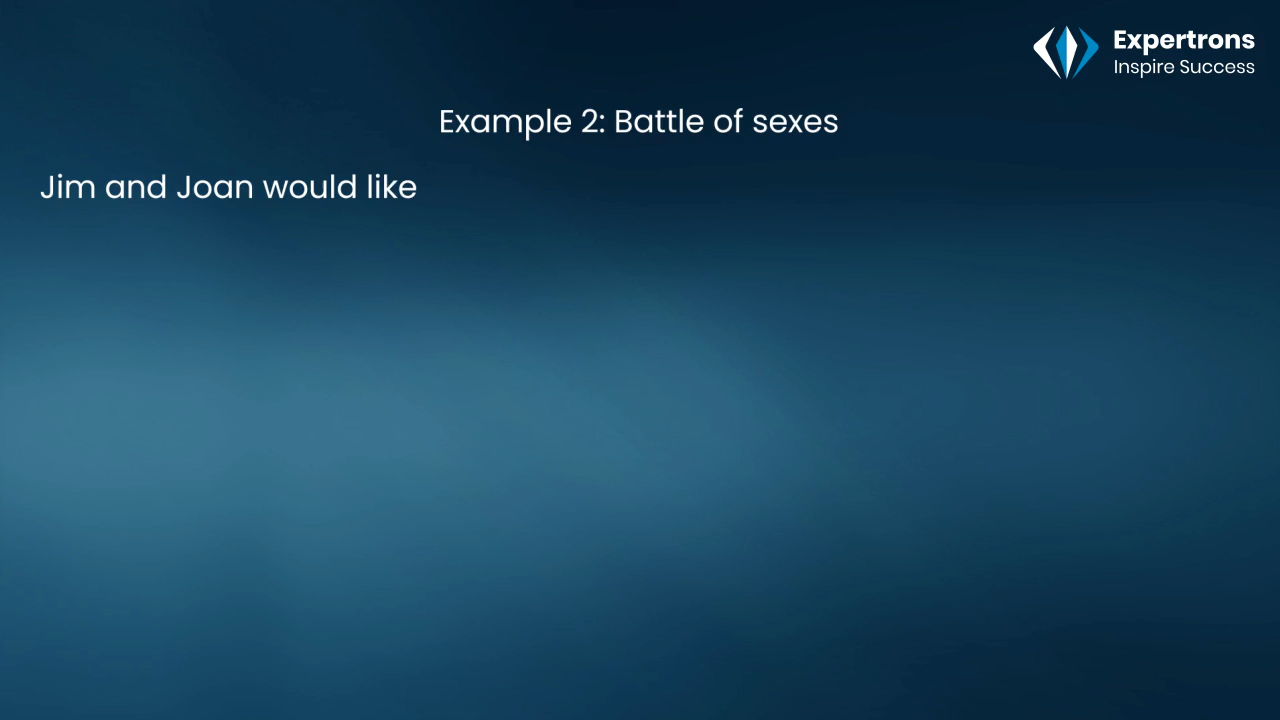 Expertrons
Inspire Success
Example 2: Battle of sexes
Jim and Joan would like